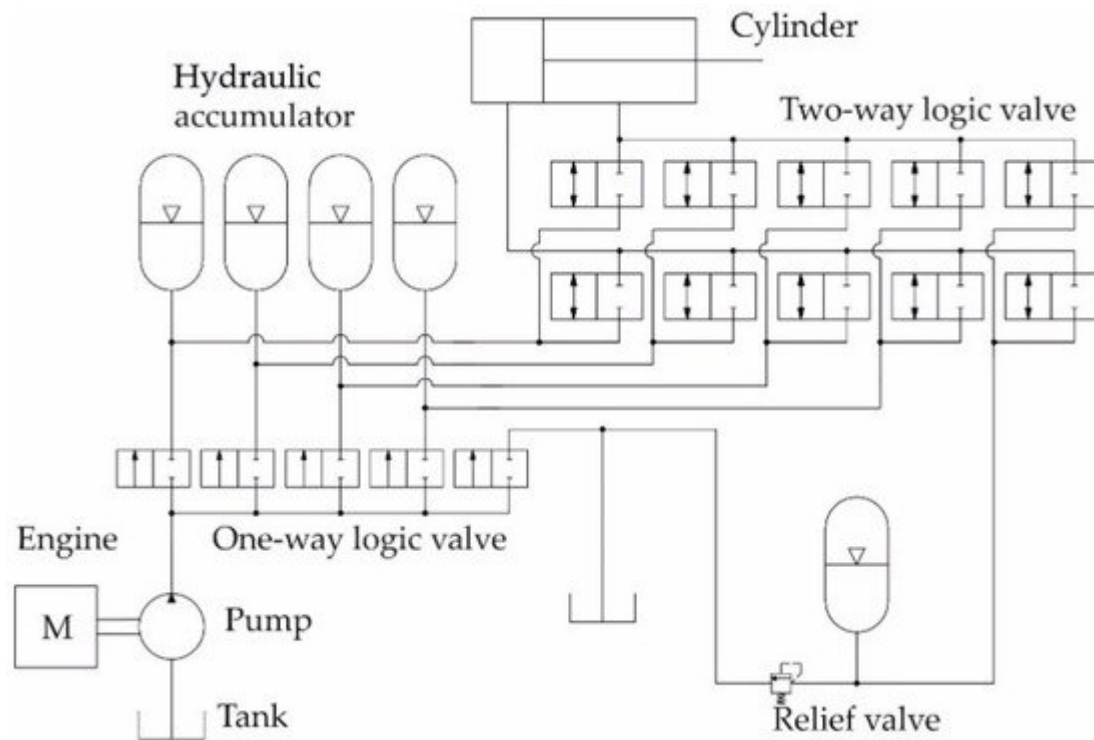 Cylinder
Hydraulic
accumulator
Two-way logic valve
Engine
One-way logic valve
M
Pump
Tank
Relief valve